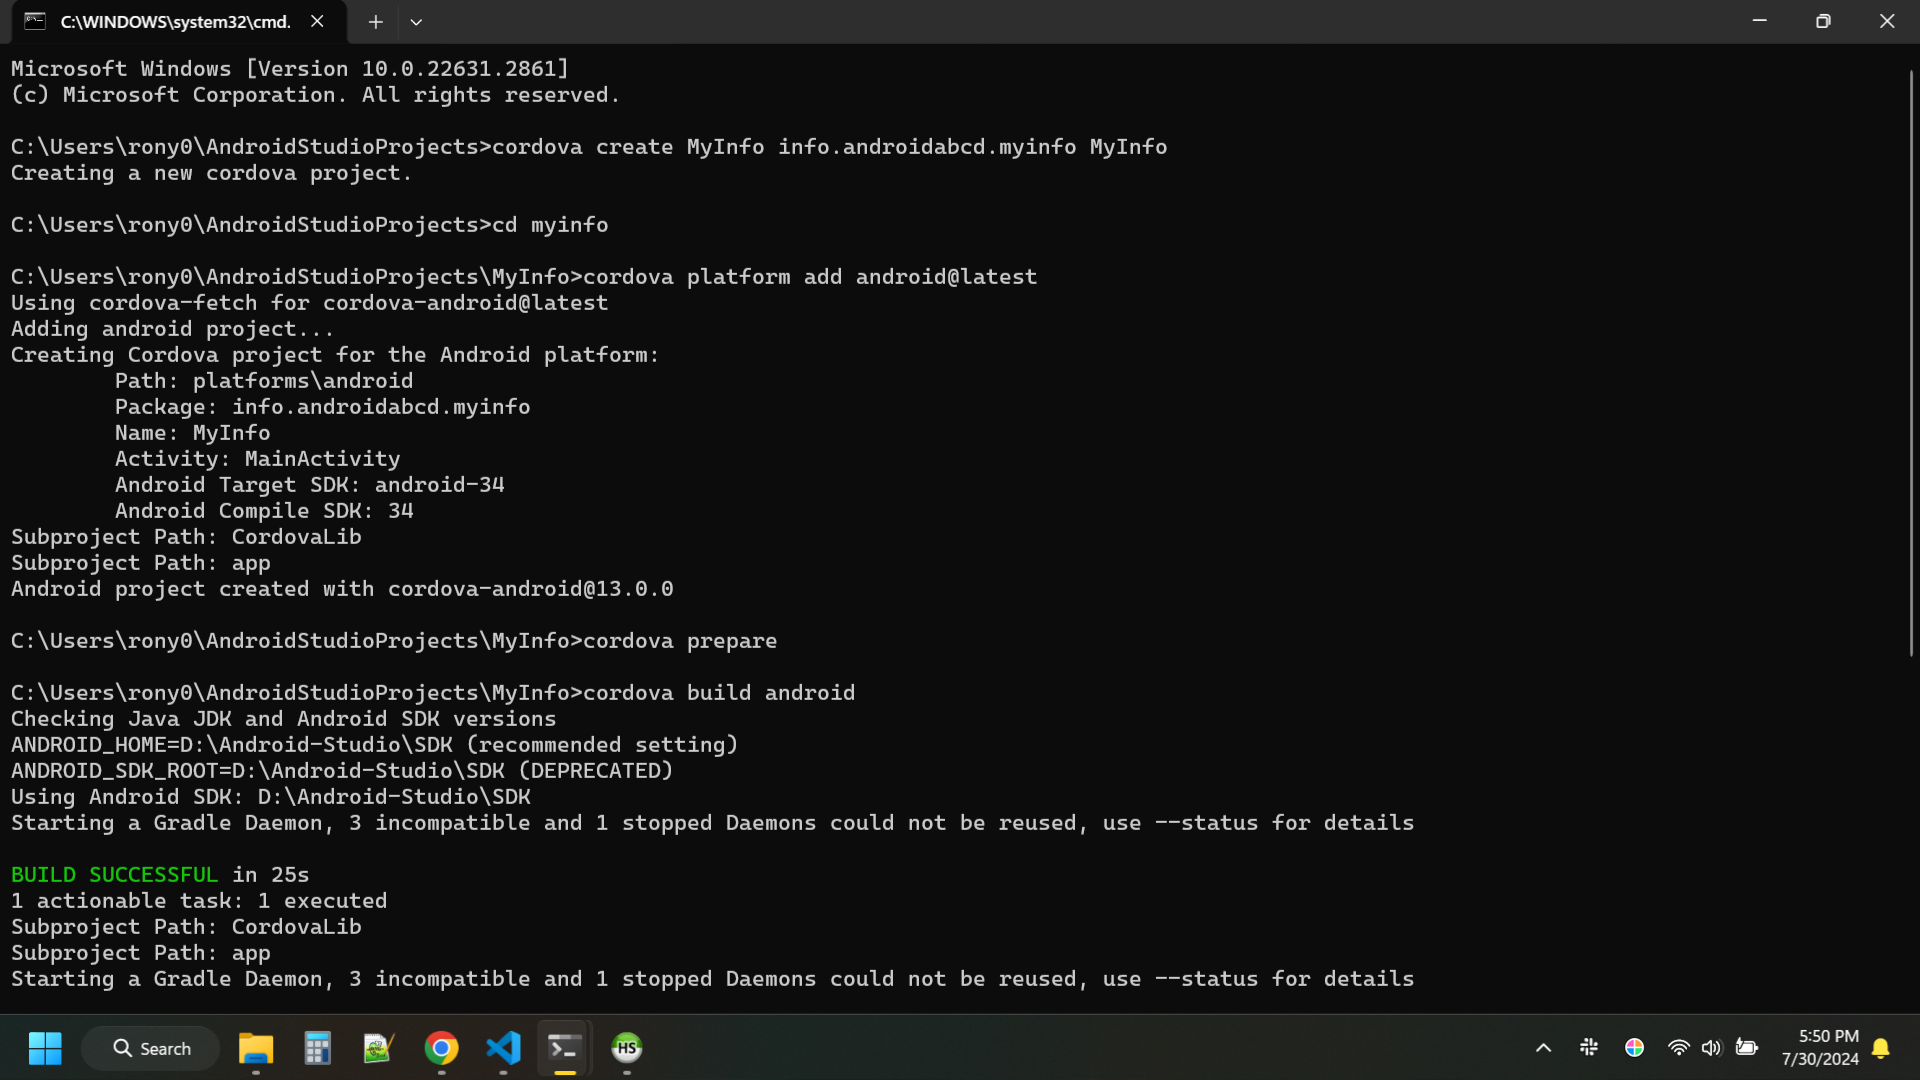 C:\WINDOWS\system32\cmd.
Microsoft Windows [Version 10.0.22631.2861]
(c) Microsoft Corporation. All rights reserved.
C:\Users\rony0\AndroidStudioProjects>cordova create MyInfo info.androidabcd.myinfo MyInfo
Creating a new cordova project.
C:\Users\rony0\AndroidStudioProjects>cd myinfo
C:\Users\rony0\AndroidStudioProjects\MyInfo>cordova platform add android@latest
Using cordova-fetch for cordova-android@latest
Adding android project...
Creating Cordova project for the Android platform:
Path: platforms\android
Package: info.androidabcd.myinfo
Name: MyInfo
Activity: MainActivity
Android Target SDK: android-34
Android Compile SDK: 34
Subproject Path: CordovaLib
Subproject Path: app
Android project created with cordova-android@13.0.0
C:\Users\rony0\AndroidStudioProjects\MyInfo>cordova prepare
C:\Users\rony0\AndroidStudioProjects\MyInfo>cordova build android
Checking Java JDK and Android SDK versions
ANDROID_HOME=D:\Android-Studio\SDK (recommended setting)
ANDROID_SDK_ROOT=D:\Android-Studio\SDK (DEPRECATED)
Using Android SDK: D:\Android-Studio\SDK
Starting a Gradle Daemon, 3 incompatible and 1 stopped Daemons could not be reused, use --status for details
BUILD SUCCESSFUL in 25s
1 actionable task: 1 executed
Subproject Path: CordovaLib
Subproject Path: app
Starting a Gradle Daemon, 3 incompatible and 1 stopped Daemons could not be reused, use --status for details
Search
HS
5:50 PM
7/30/2024